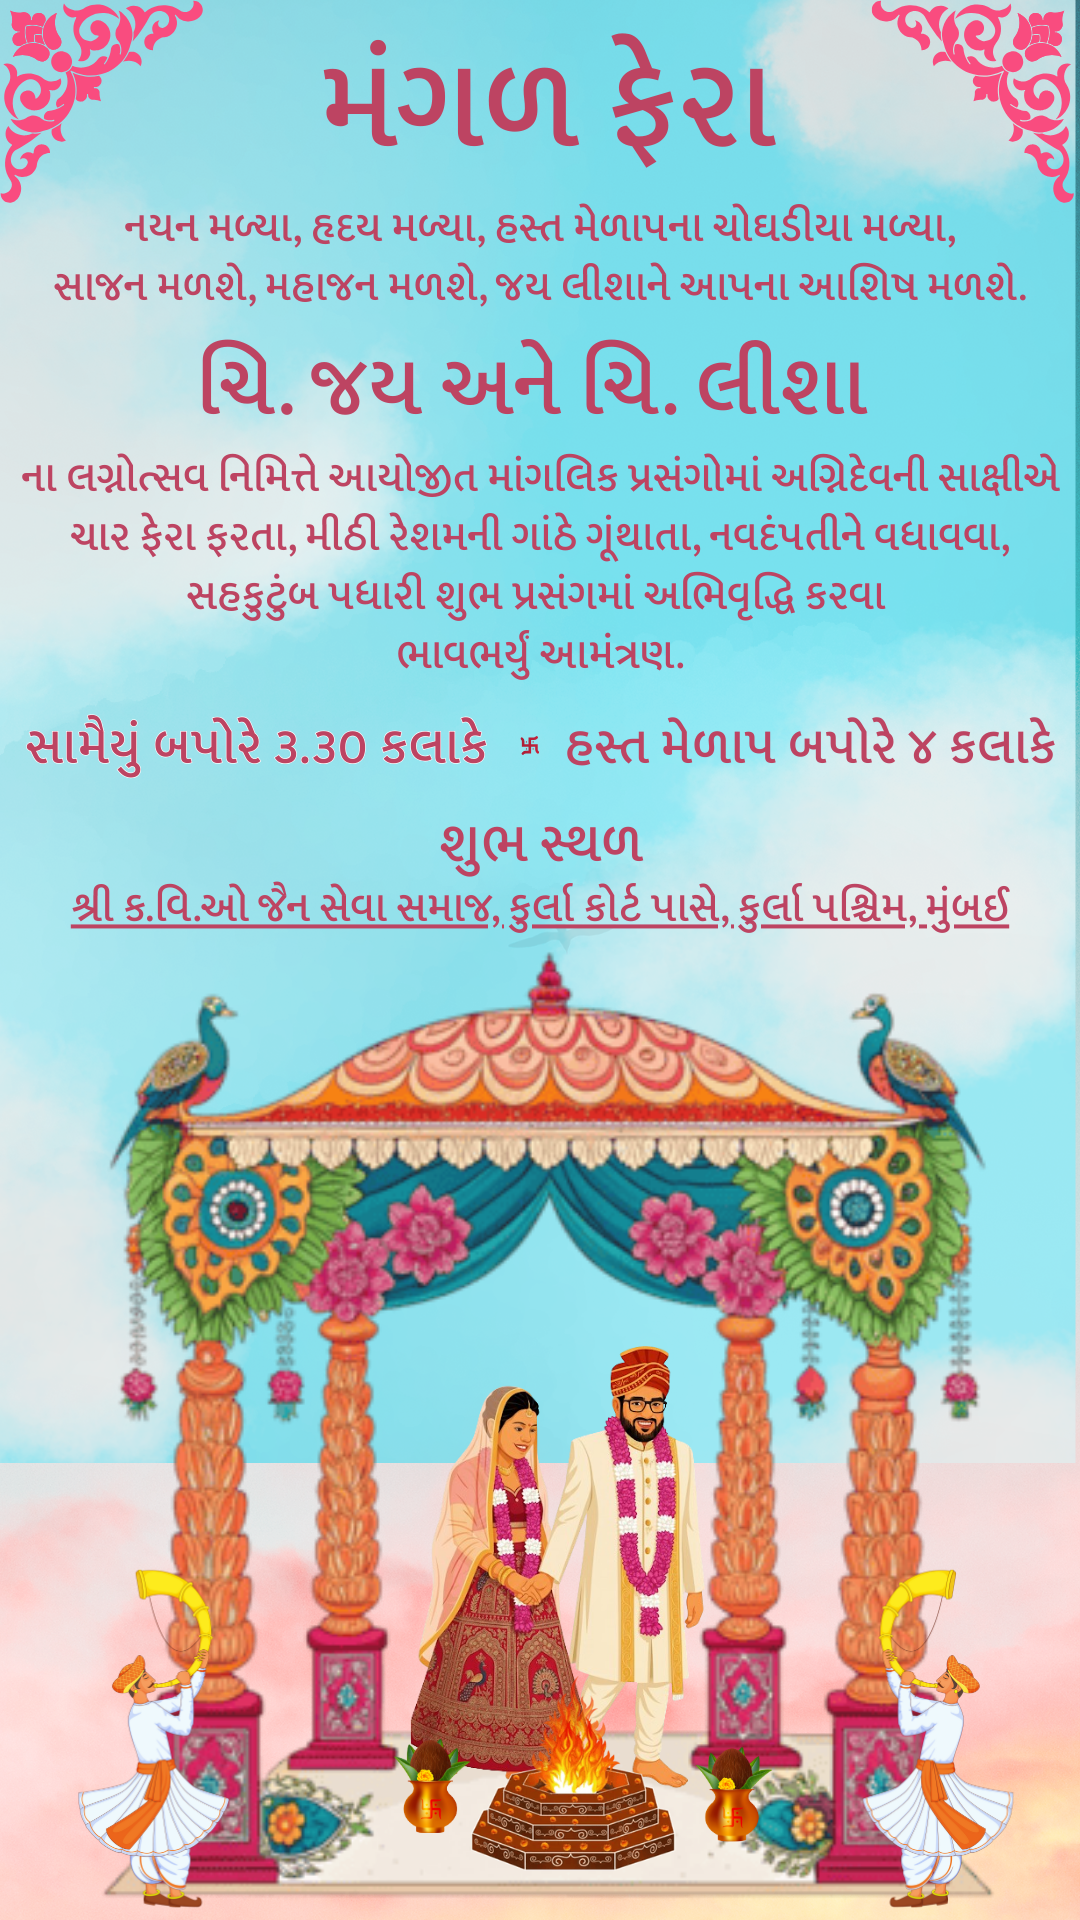 મંગળ ફેરા
નયન મળ્યા, હૃદય મળ્યા, હસ્ત મેળાપના ચોઘડીયા મળ્યા,
સાજન મળશે, મહાજન મળશે, જય લીશાને આપના આશિષ મળશે.
ચિ. જય અને ચિ. લીશા
ના લગ્નોત્સવ નિમિત્તે આયોજીત માંગલિક પ્રસંગોમાં અગ્નિદેવની સાક્ષીએ
ચાર ફેરા ફરતા, મીઠી રેશમની ગાંઠે ગૂંથાતા, નવદંપતીને વધાવવા,
સહકુટુંબ પધારી શુભ પ્રસંગમાં અભિવૃદ્ધિ કરવા
ભાવભર્યું આમંત્રણ.
સામૈયું બપોરે ૩.૩૦ કલાકે 卐 હસ્ત મેળાપ બપોરે ૪ કલાકે
શુભ સ્થળ
શ્રી ક.વિ.ઓ જૈન સેવા સમાજ, કુર્લા કોર્ટ પાસે, કુર્લા પશ્ચિમ, મુંબઈ